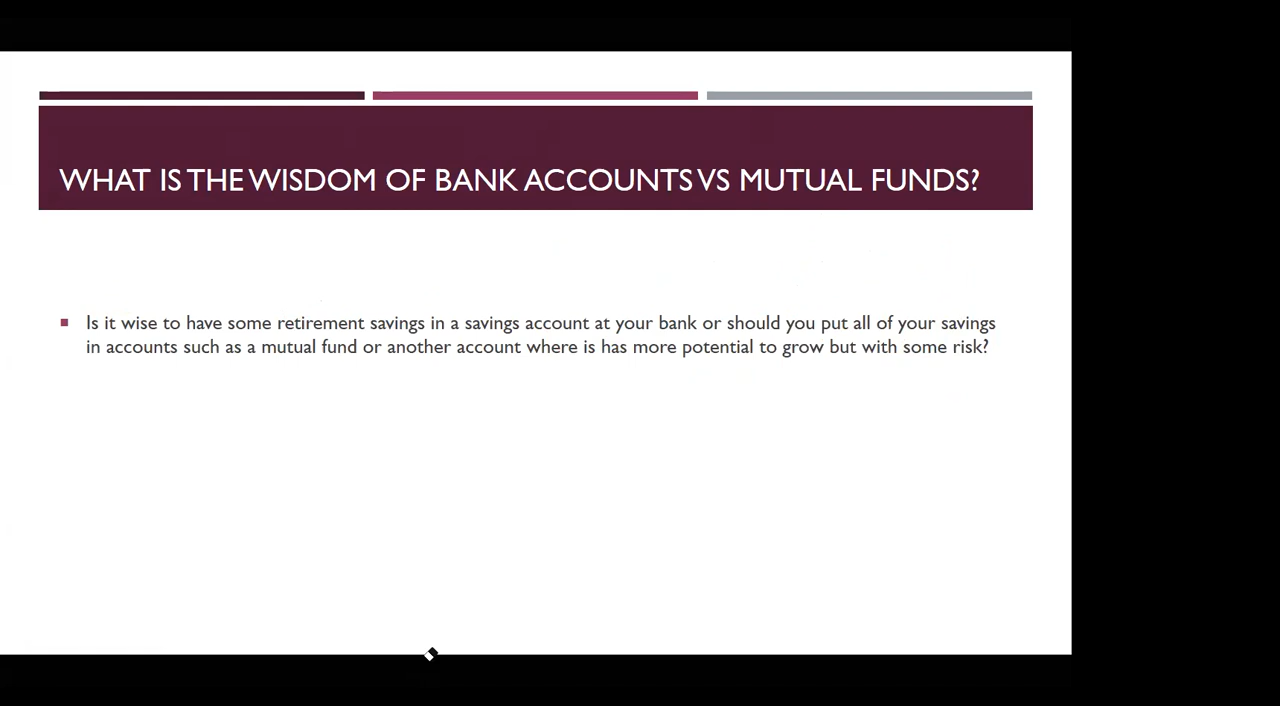 WHAT IS THE WISDOM OF BANK ACCOUNTS VS MUTUAL FUNDS?
Is it wise to have some retirement savings in a savings account at your bank or should you put all of your savings
in accounts such as a mutual fund or another account where is has more potential to grow but with some risk?